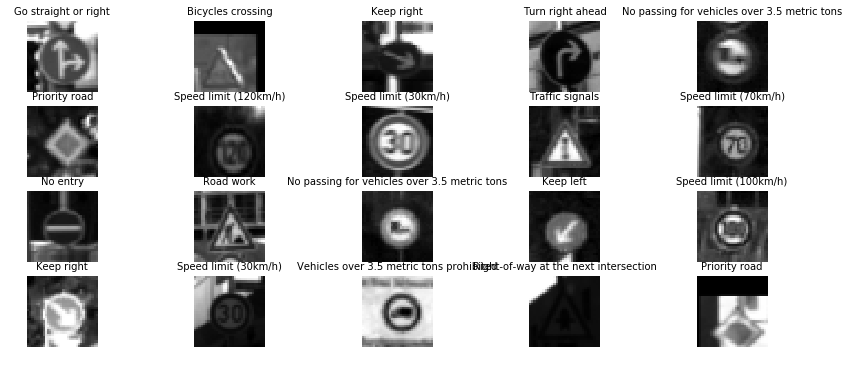 Go straight or right
Bicycles crossing
Keep right
Turn right ahead
No passing for vehicles over 3.5 metric tons
Priority road
Speed limit (120km/h)
Speed limit (30km/h)
Traffic signals
Speed limit (70km/h)
120
30
70
No entry
Road work
No passing for vehicles over 3.5 metric tons
Keep left
Speed limit (100km/h)
100
Keep right
Speed limit (30km/h)
Vehicles over 3.5 metric tons prohibited
Right-of-way at the next intersection
Priority road
30